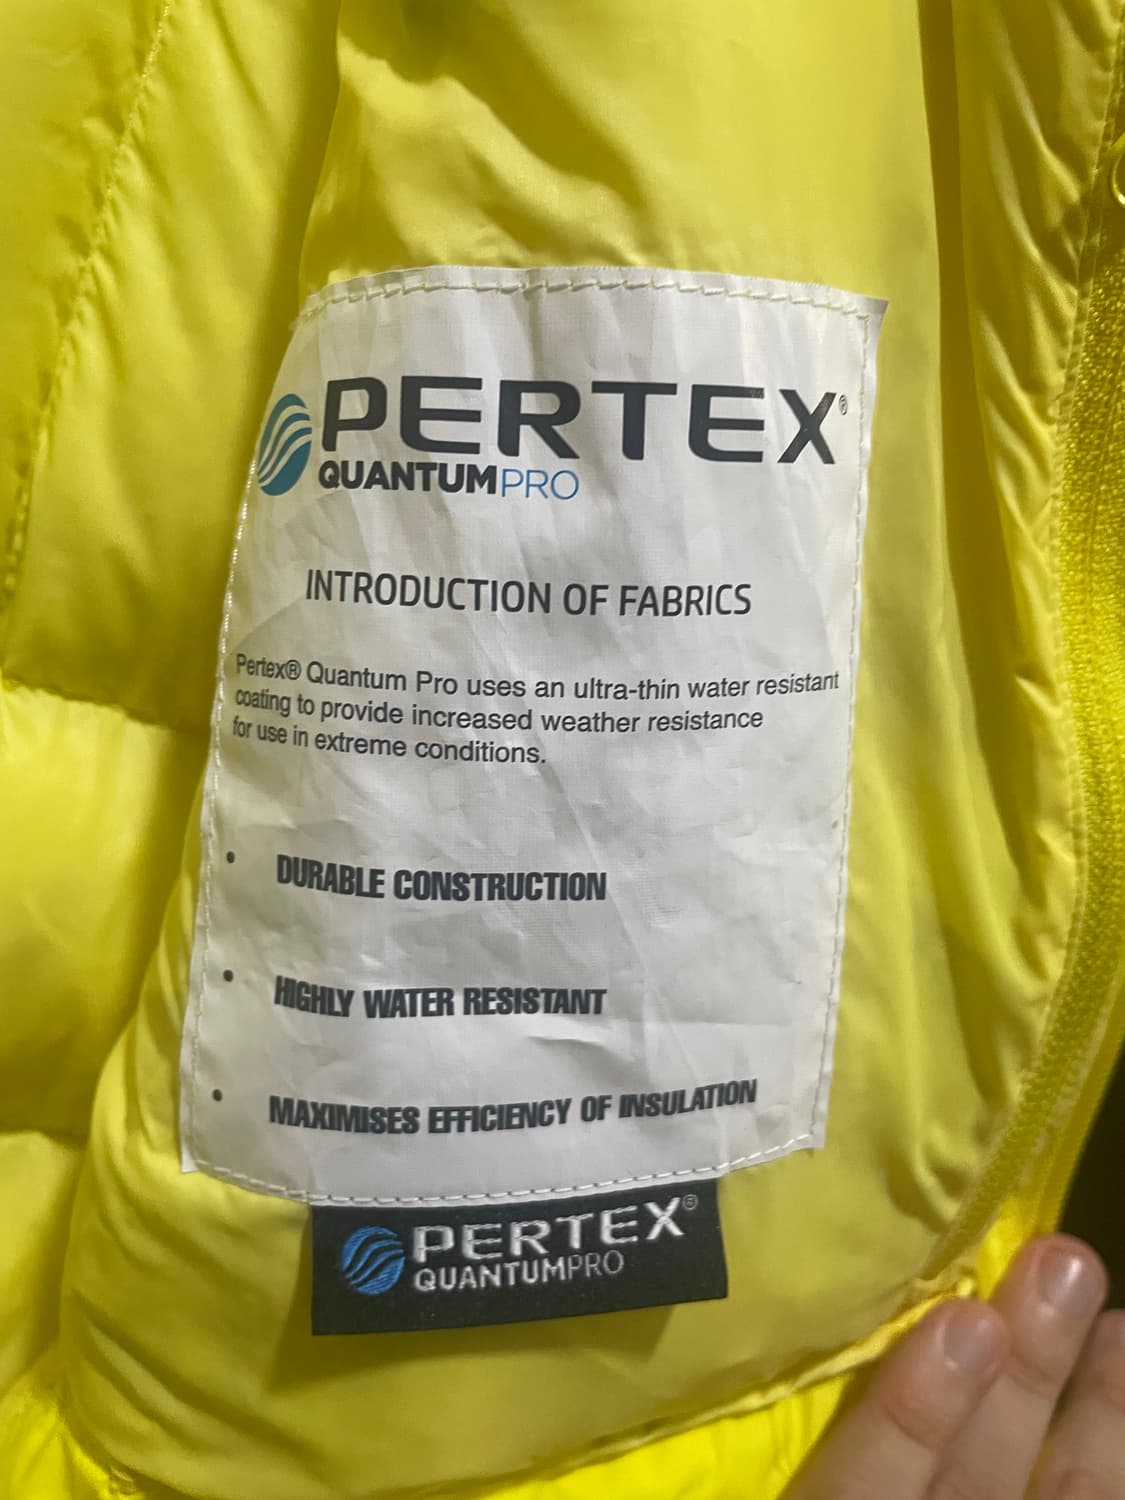 PERTEX®
QUANTUMPRO
INTRODUCTION OF FABRICS
Pertex® Quantum Pro uses an ultra-thin water resistant
coating to provide increased weather resistance
for use in extreme conditions.
• DURABLE CONSTRUCTION
• HIGHLY WATER RESISTANT
• MAXIMISES EFFICIENCY OF INSULATION
PERTEX®
QUANTUMPRO